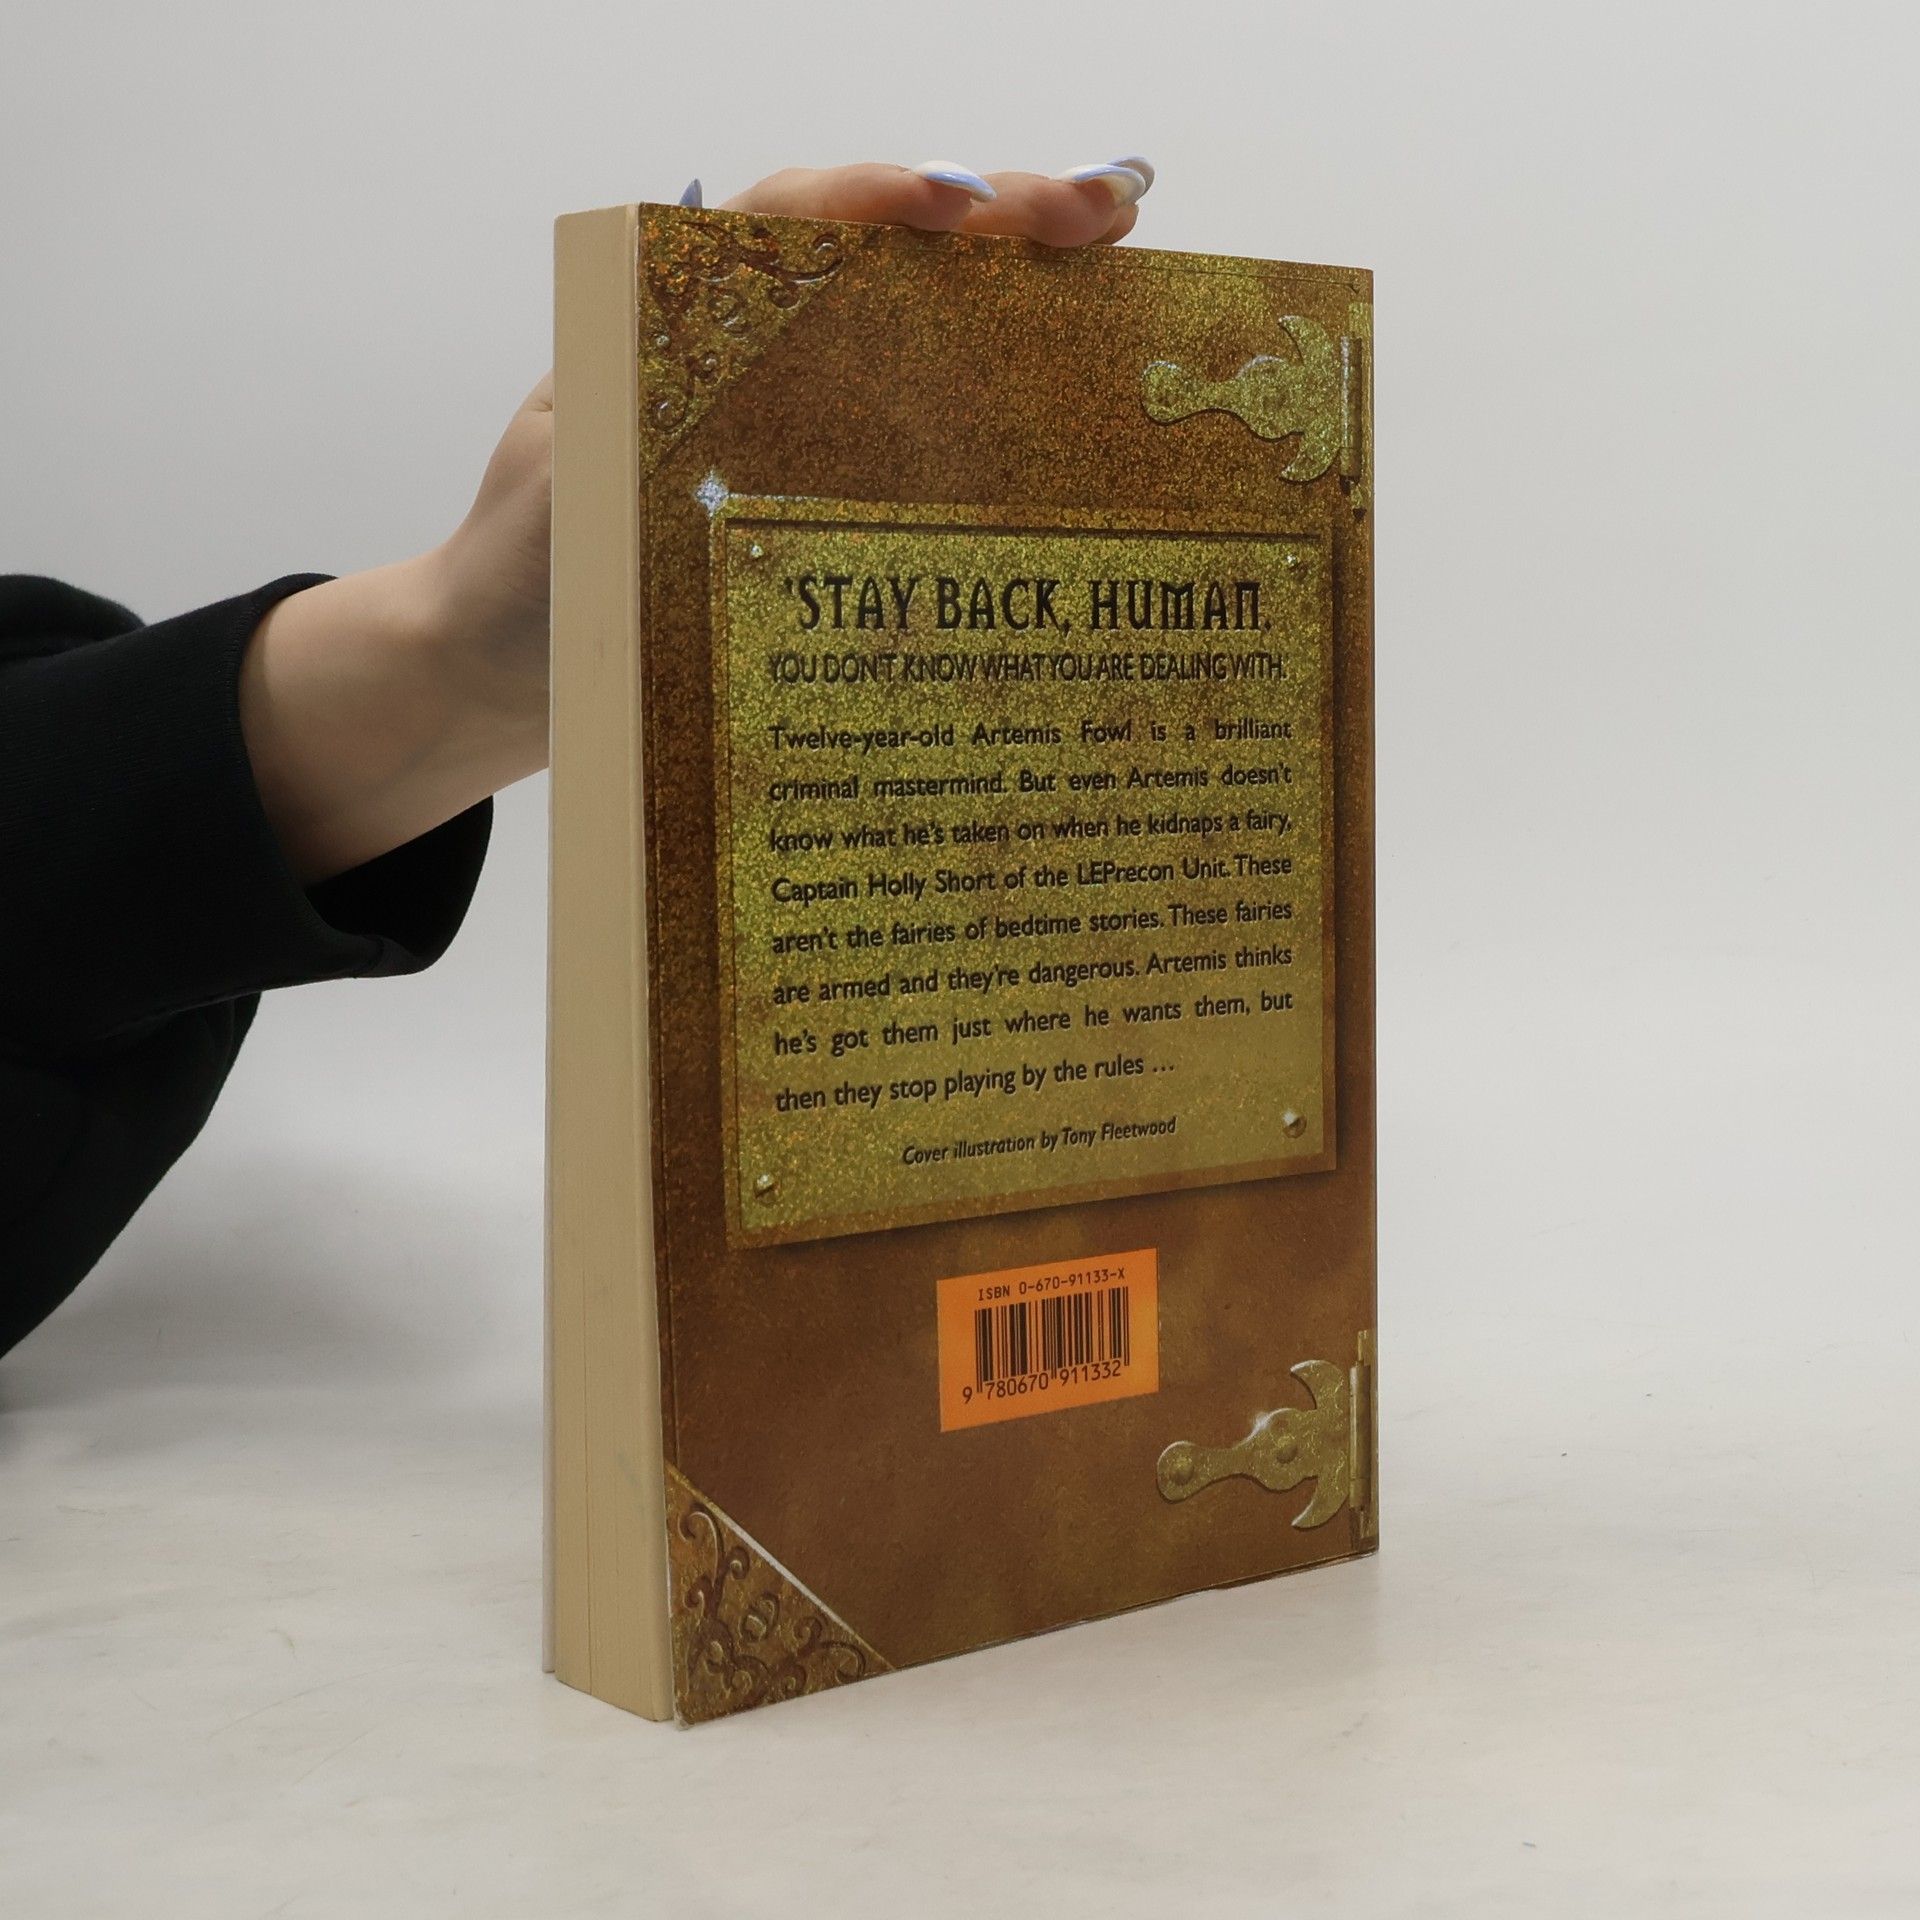 'STAY BACK, HUMAN.
YOU DON'T KNOW WHAT YOU ARE DEALING WITH.'
Twelve-year-old Artemis Fowl is a brilliant
criminal mastermind. But even Artemis doesn't
know what he's taken on when he kidnaps a fairy,
Captain Holly Short of the LEPrecon Unit. These
aren't the fairies of bedtime stories. These fairies
are armed and they're dangerous. Artemis thinks
he's got them just where he wants them, but
then they stop playing by the rules ...
Cover illustration by Tony Fleetwood
ISBN 0-670-91133-X
9 780670 911332